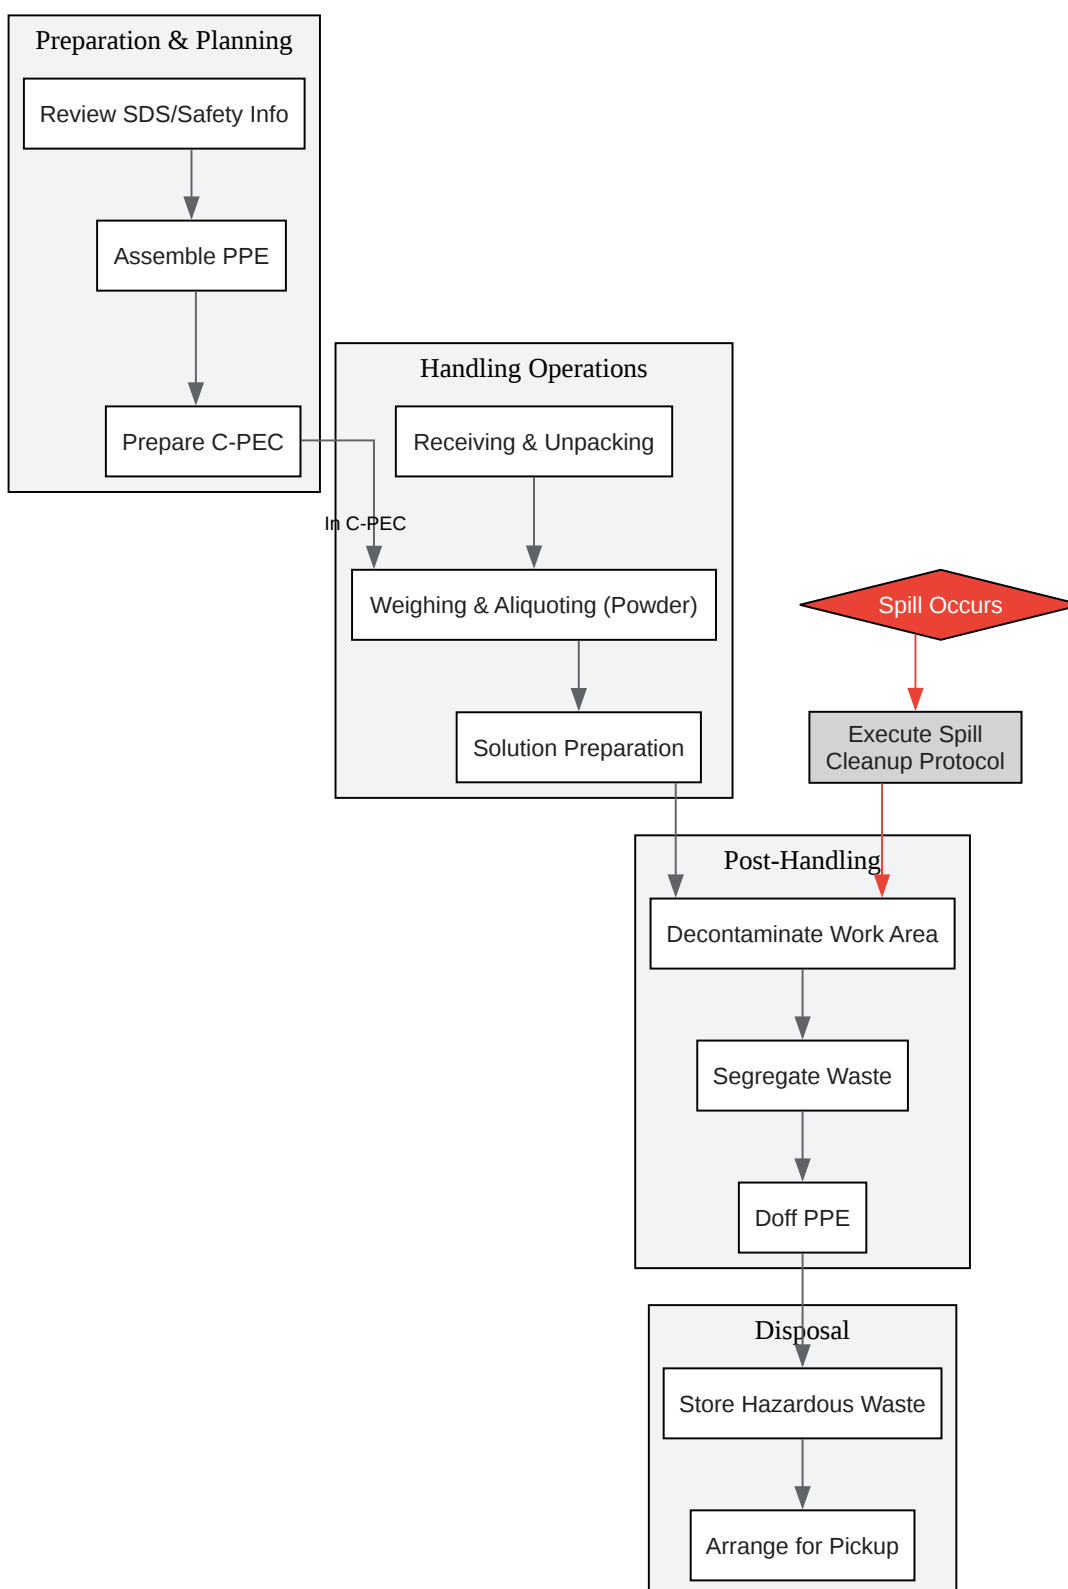 Preparation & Planning
Review SDS/Safety Info
Assemble PPE
Prepare C-PEC
Handling Operations
Receiving & Unpacking
In C-PEC
Weighing & Aliquoting (Powder)
Solution Preparation
Spill Occurs
Execute Spill
Cleanup Protocol
Post-Handling
Decontaminate Work Area
Segregate Waste
Doff PPE
Disposal
Store Hazardous Waste
Arrange for Pickup